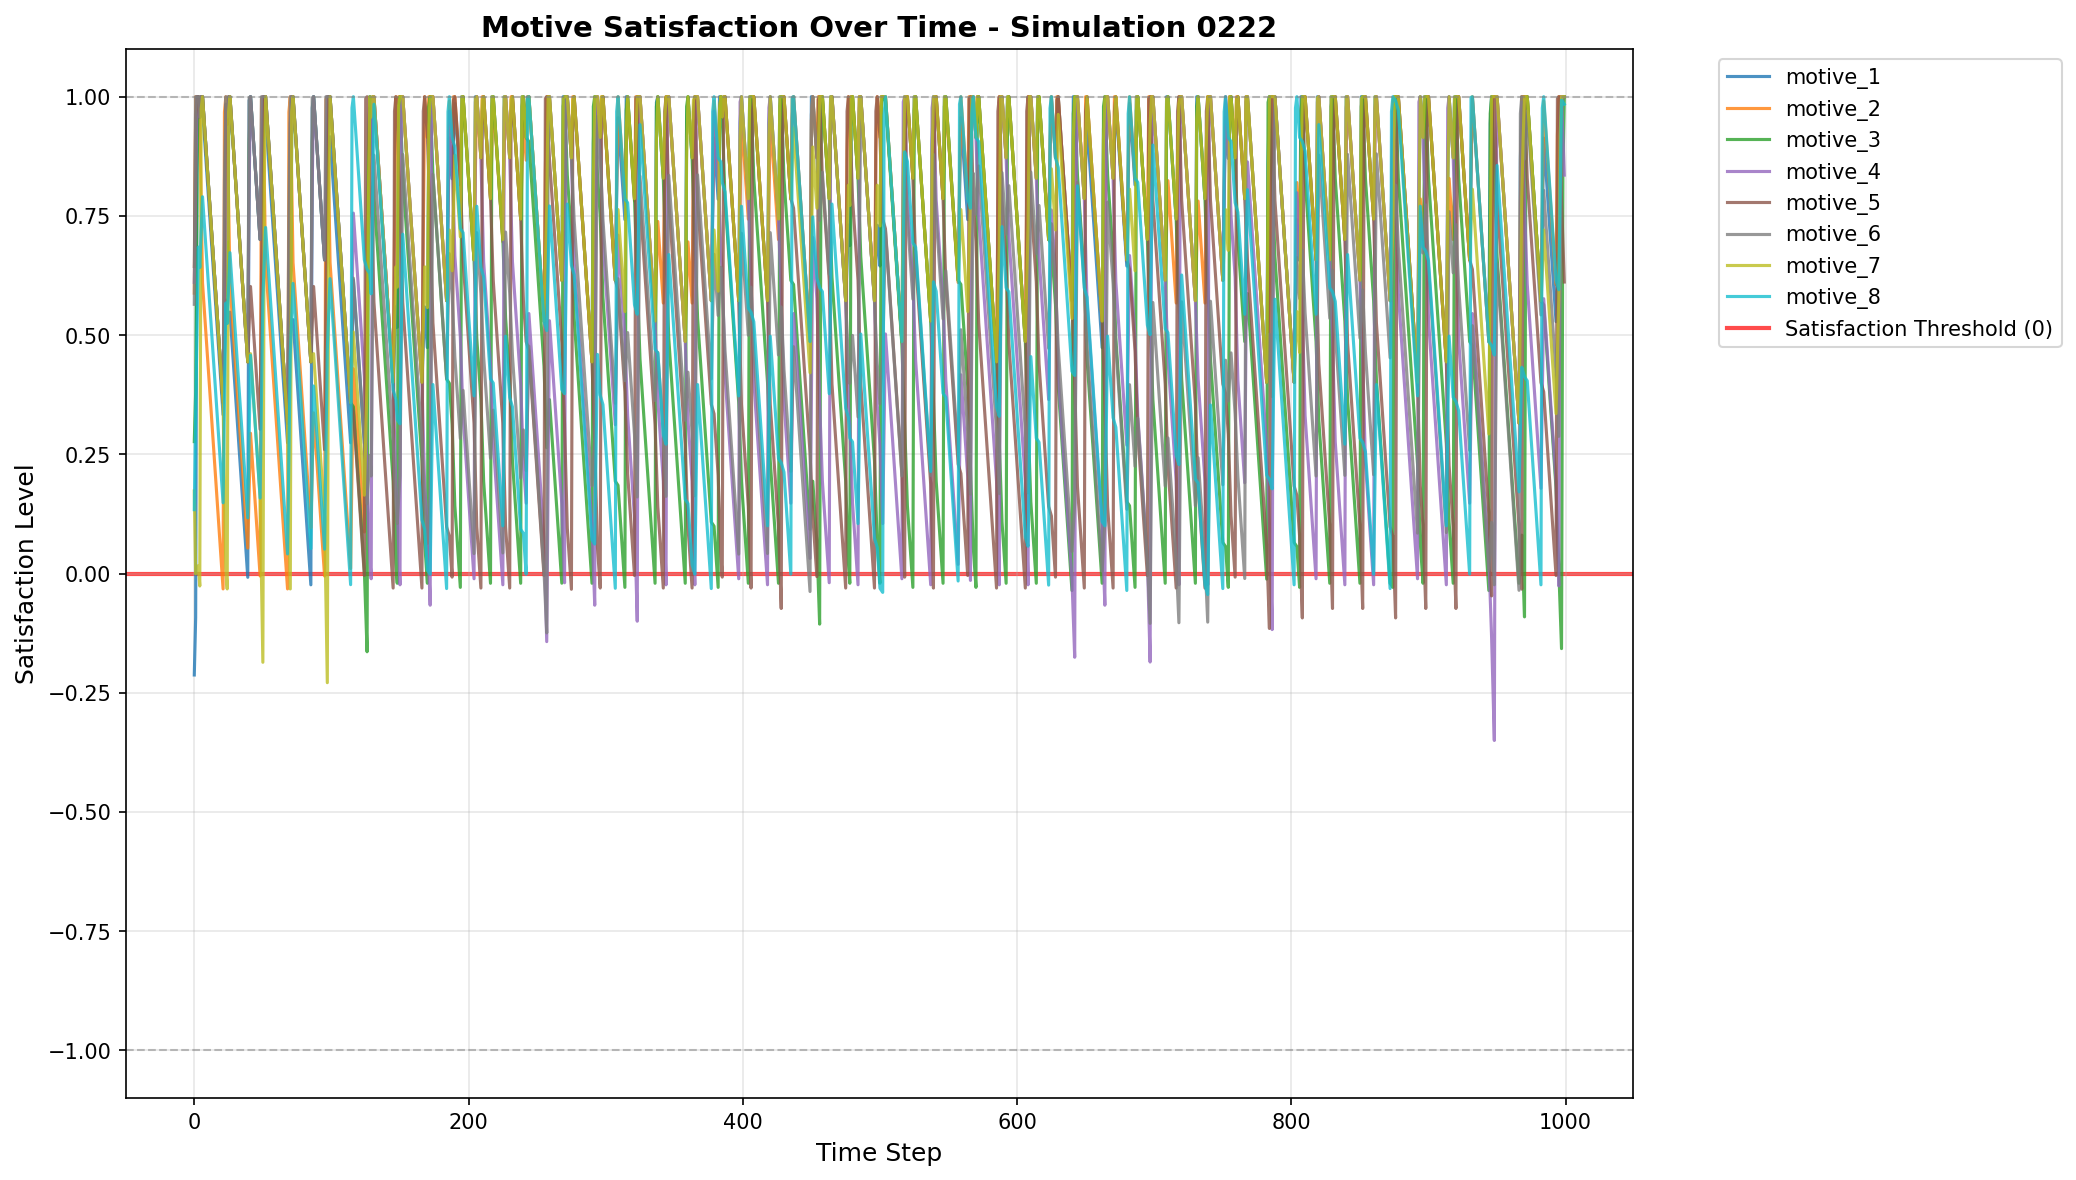 Motive Satisfaction Over Time - Simulation 0222
Satisfaction Level
1.00
0.75
0.50
0.25
0.00
−0.25
−0.50
−0.75
−1.00
0
200
400
600
800
1000
Time Step
motive_1
motive_2
motive_3
motive_4
motive_5
motive_6
motive_7
motive_8
Satisfaction Threshold (0)